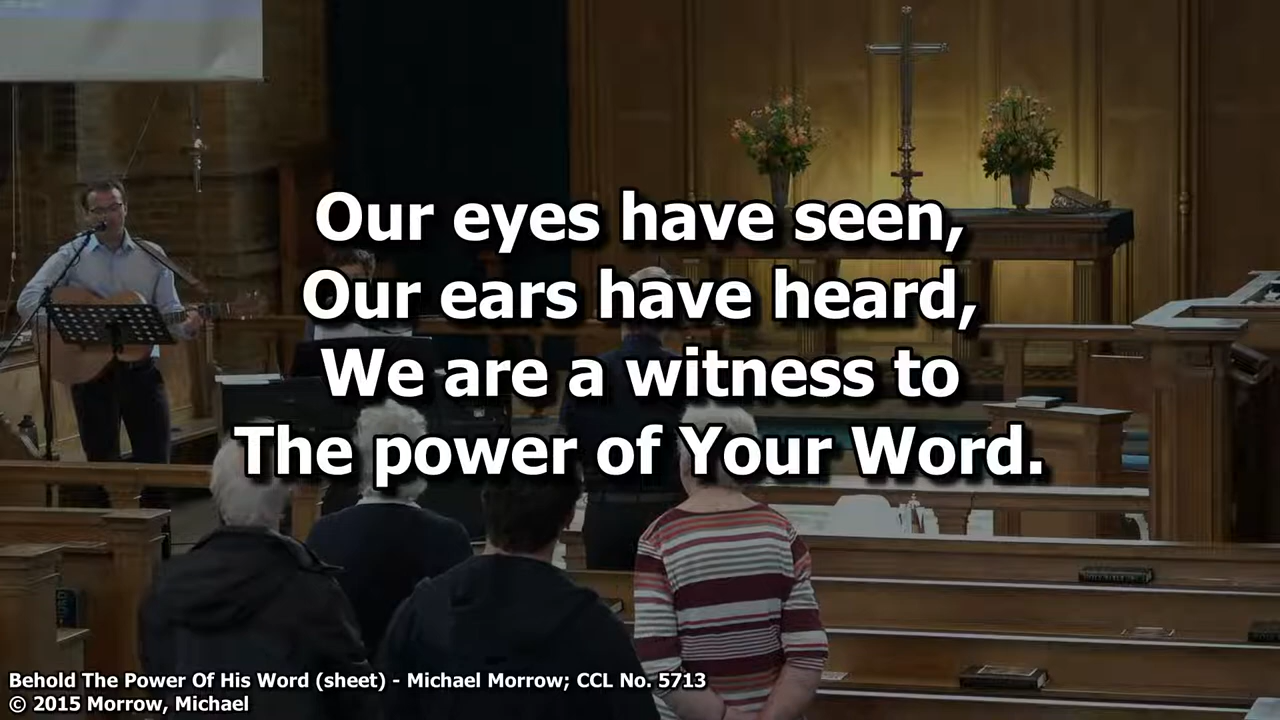 Our eyes have seen,
Our ears have heard,
We are a witness to
The power of Your Word.
Behold The Power Of His Word (sheet) - Michael Morrow; CCL No. 5713
© 2015 Morrow, Michael